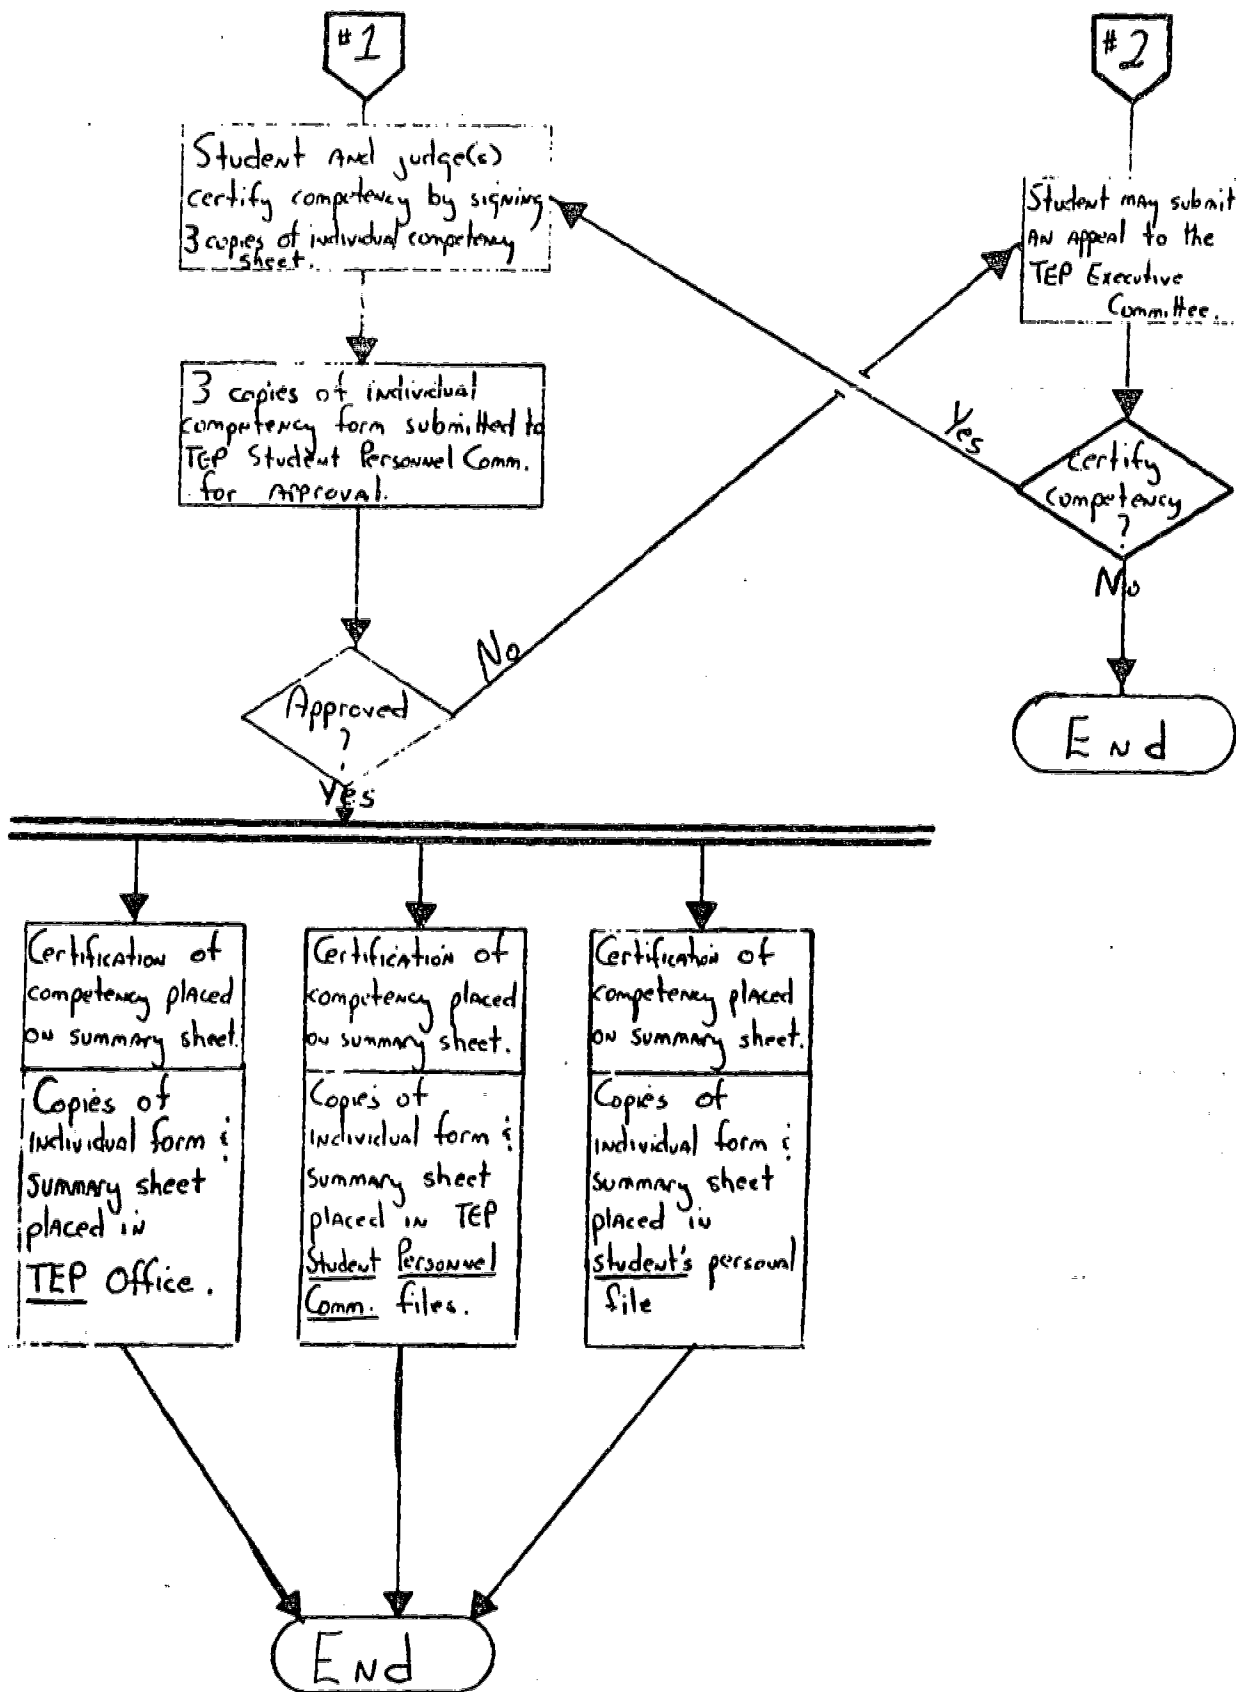 #1
Student and judge(s)
certify competency by signing
3 copies of individual competency
sheet.
3 copies of individual
competency form submitted to
TEP Student Personnel Comm.
for approval.
Approved
?
No
Yes
#2
Student may submit
an appeal to the
TEP Executive
Committee.
Yes
Certify
competency
?
No
End
Certification of
competency placed
on summary sheet.
Copies of
individual form &
summary sheet
placed in
TEP Office.
Certification of
competency placed
on summary sheet.
Copies of
individual form &
summary sheet
placed in TEP
Student Personnel
Comm. files.
Certification of
competency placed
on summary sheet.
Copies of
individual form &
summary sheet
placed in
student's personal
file
End